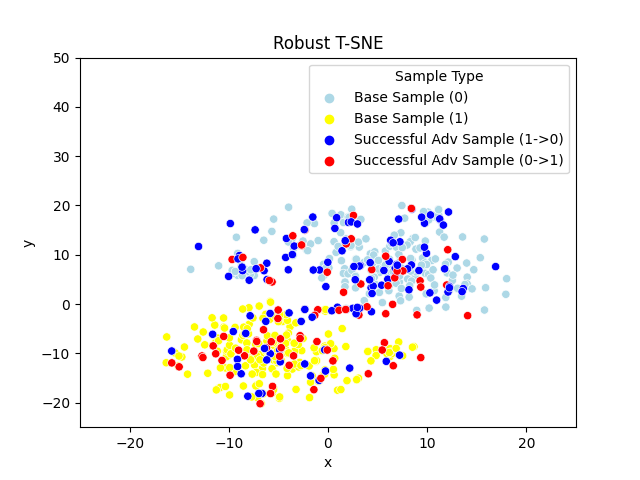 Robust T-SNE
Sample Type
Base Sample (0)
Base Sample (1)
Successful Adv Sample (1->0)
Successful Adv Sample (0->1)
50
40
30
20
10
0
−10
−20
y
−20 −10 0 10 20
x